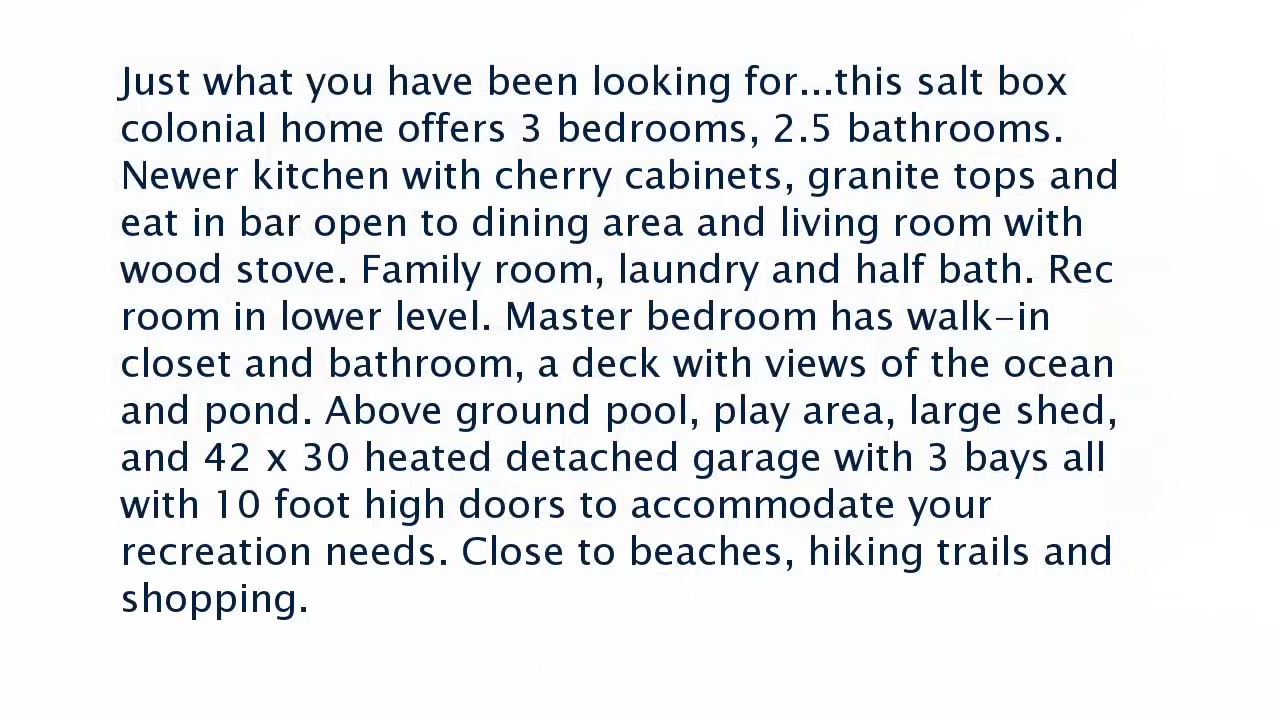 Just what you have been looking for...this salt box
colonial home offers 3 bedrooms, 2.5 bathrooms.
Newer kitchen with cherry cabinets, granite tops and
eat in bar open to dining area and living room with
wood stove. Family room, laundry and half bath. Rec
room in lower level. Master bedroom has walk-in
closet and bathroom, a deck with views of the ocean
and pond. Above ground pool, play area, large shed,
and 42 x 30 heated detached garage with 3 bays all
with 10 foot high doors to accommodate your
recreation needs. Close to beaches, hiking trails and
shopping.